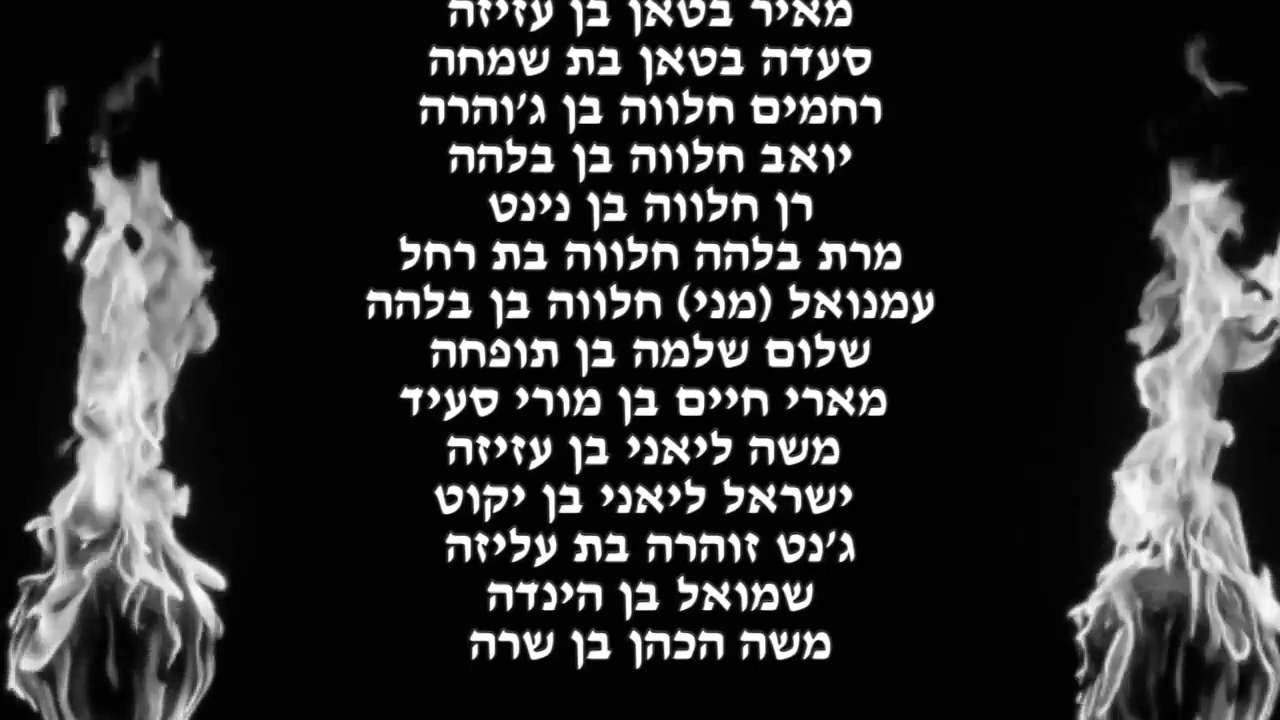 מאיר בטאן בן עזיזה
סעדה בטאן בת שמחה
רחמים חלווה בן ג'והרה
יואב חלווה בן בלהה
רן חלווה בן נינט
מרת בלהה חלווה בת רחל
עמנואל (מני) חלווה בן בלהה
שלום שלמה בן תופחה
מארי חיים בן מורי סעיד
משה ליאני בן עזיזה
ישראל ליאני בן יקוט
ג'נט זוהרה בת עליזה
שמואל בן הינדה
משה הכהן בן שרה